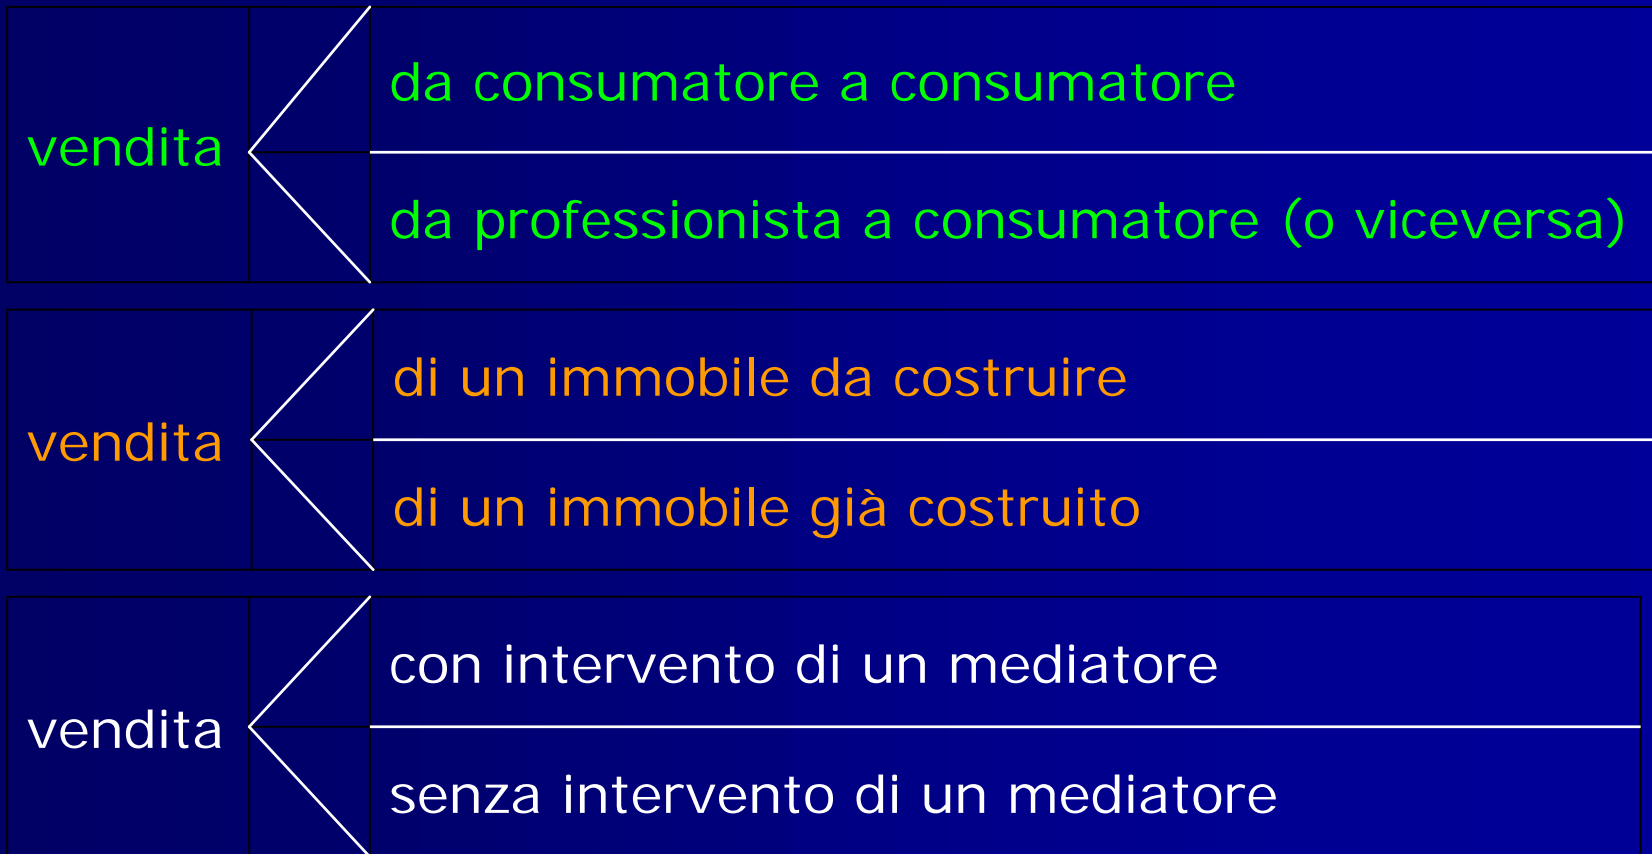 vendita
da consumatore a consumatore
da professionista a consumatore (o viceversa)
vendita
di un immobile da costruire
di un immobile già costruito
vendita
con intervento di un mediatore
senza intervento di un mediatore